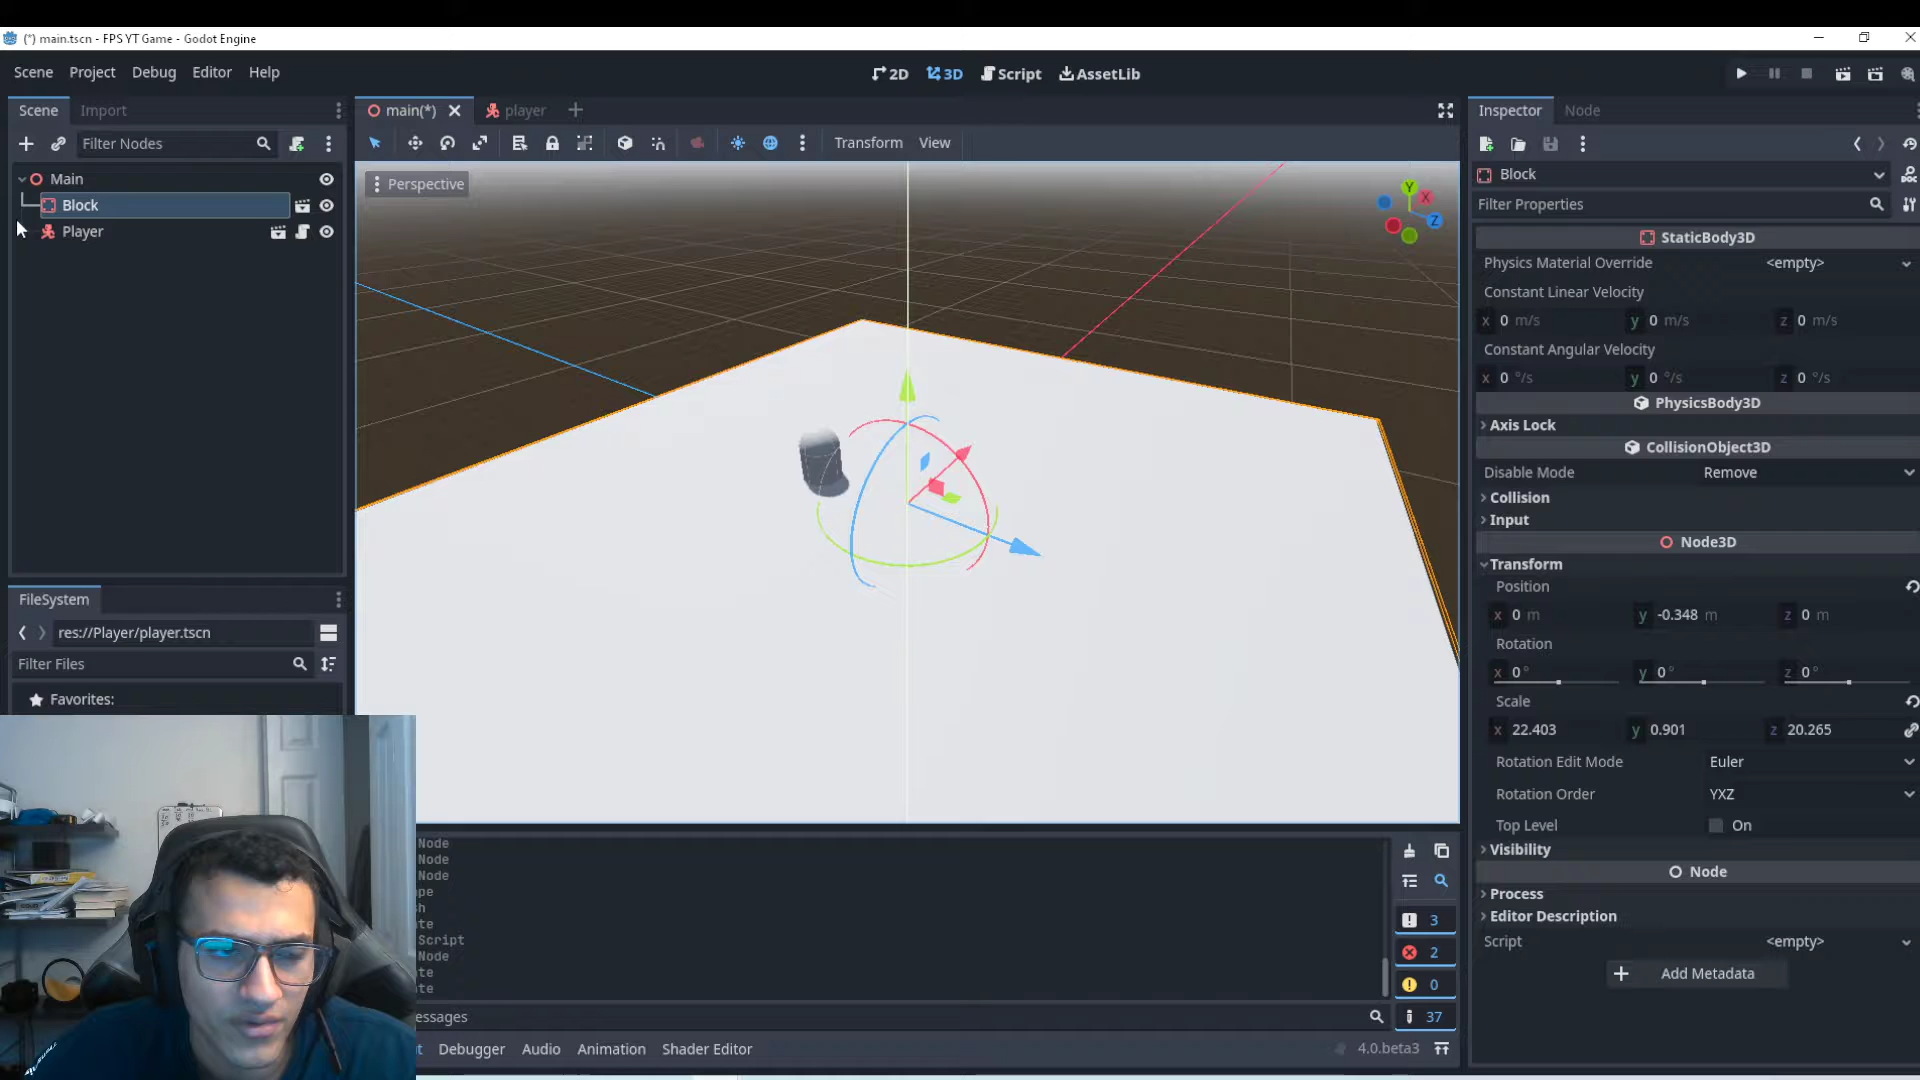 (*) main.tscn - FPS YT Game - Godot Engine
Scene Project Debug Editor Help
2D 3D Script AssetLib
Scene Import
main(*) player
Inspector Node
Filter Nodes
Transform View
Main
Block
Player
Perspective
Y X Z
Block
Filter Properties
StaticBody3D
Physics Material Override <empty>
Constant Linear Velocity
x 0 m/s y 0 m/s z 0 m/s
Constant Angular Velocity
x 0 °/s y 0 °/s z 0 °/s
PhysicsBody3D
Axis Lock
CollisionObject3D
Disable Mode Remove
Collision
Input
Node3D
Transform
Position
x 0 m y -0.348 m z 0 m
Rotation
x 0° y 0° z 0°
Scale
x 22.403 y 0.901 z 20.265
Rotation Edit Mode Euler
Rotation Order YXZ
Top Level On
Visibility
Node
Process
Editor Description
Script <empty>
Add Metadata
FileSystem
res://Player/player.tscn
Filter Files
Favorites:
Node
Node
Node
Script
Node
3
2
0
37
Debugger Audio Animation Shader Editor
4.0.beta3